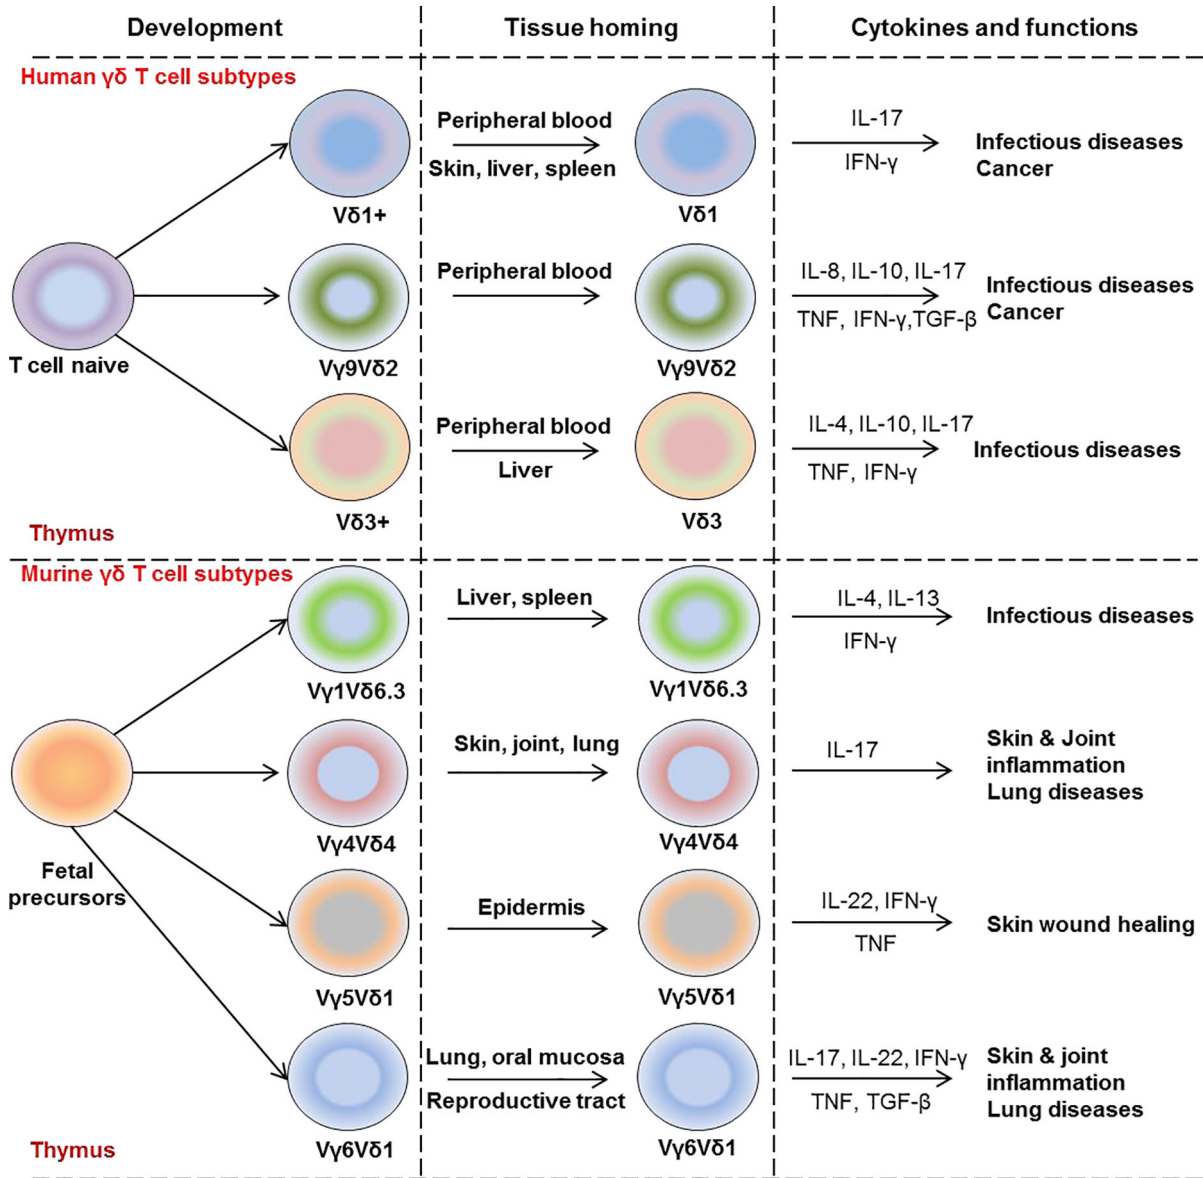 Development
Tissue homing
Cytokines and functions
Human γδ T cell subtypes
T cell naive
Vδ1+
Peripheral blood
Skin, liver, spleen
Vδ1
IL-17
IFN-γ
Infectious diseases
Cancer
Vγ9Vδ2
Peripheral blood
Vγ9Vδ2
IL-8, IL-10, IL-17
TNF, IFN-γ,TGF-β
Infectious diseases
Cancer
Vδ3+
Peripheral blood
Liver
Vδ3
IL-4, IL-10, IL-17
TNF, IFN-γ
Infectious diseases
Thymus
Murine γδ T cell subtypes
Fetal
precursors
Vγ1Vδ6.3
Liver, spleen
Vγ1Vδ6.3
IL-4, IL-13
IFN-γ
Infectious diseases
Vγ4Vδ4
Skin, joint, lung
Vγ4Vδ4
IL-17
Skin & Joint
inflammation
Lung diseases
Vγ5Vδ1
Epidermis
Vγ5Vδ1
IL-22, IFN-γ
TNF
Skin wound healing
Vγ6Vδ1
Lung, oral mucosa
Reproductive tract
Vγ6Vδ1
IL-17, IL-22, IFN-γ
TNF, TGF-β
Skin & joint
inflammation
Lung diseases
Thymus